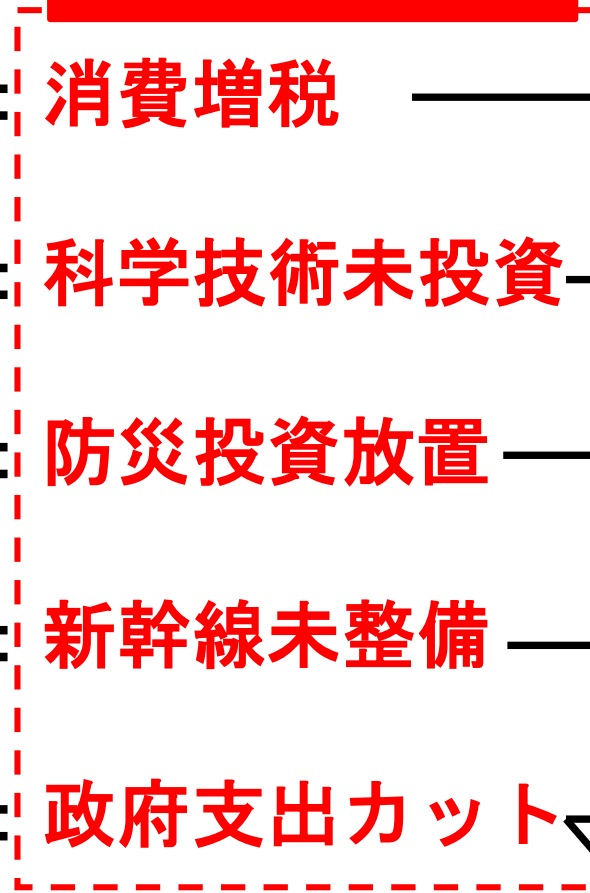 消費増税
科学技術未投資
防災投資放置
新幹線未整備
政府支出カット